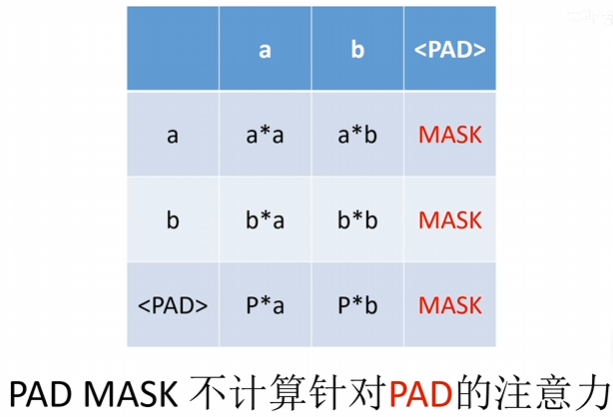 a b <PAD>
a a*a a*b MASK
b b*a b*b MASK
<PAD> P*a P*b MASK
PAD MASK 不计算针对PAD的注意力